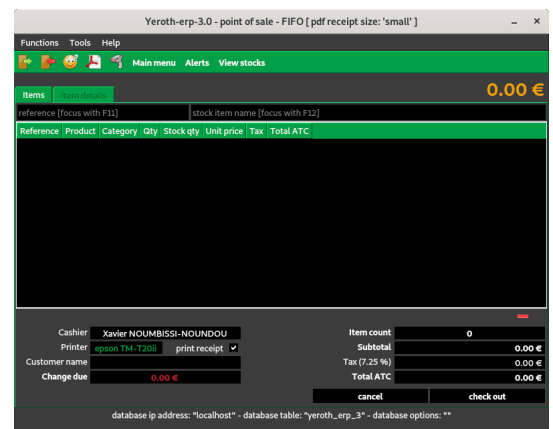 Yeroth-erp-3.0 - point of sale - FIFO [ pdf receipt size: 'small' ]
Functions Tools Help
Main menu Alerts View stocks
Items Item details 0.00 €
reference [focus with F11] stock item name [focus with F12]
Reference Product Category Qty Stock qty Unit price Tax Total ATC
Cashier Xavier NOUMBISSI-NOUNDOU Item count 0
Printer epson TM-T20ii print receipt Subtotal 0.00 €
Customer name Tax (7.25 %) 0.00 €
Change due 0.00 € Total ATC 0.00 €
cancel check out
database ip address: "localhost" - database table: "yeroth_erp_3" - database options: ""